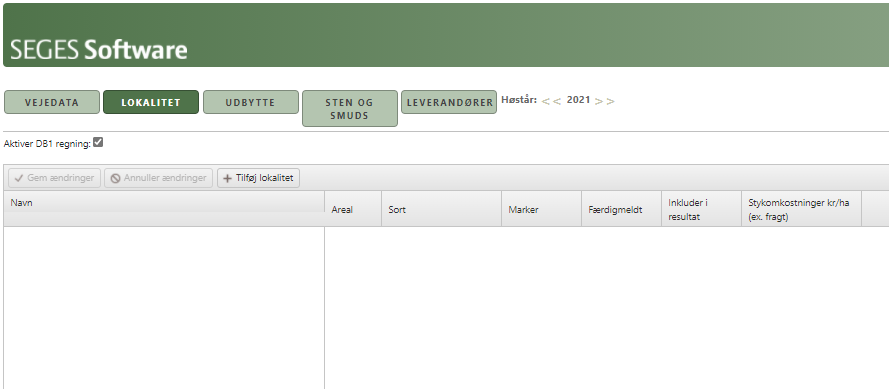 SEGES Software
VEJEDATA
LOKALITET
UDBYTTE
STEN OG
SMUDS
LEVERANDØRER
Høstår: << 2021 >>
Aktiver DB1 regning:
Gem ændringer
Annuller ændringer
Tilføj lokalitet
Navn
Areal
Sort
Marker
Færdigmeldt
Inkluder i
resultat
Stykomkostninger kr/ha
(ex. fragt)